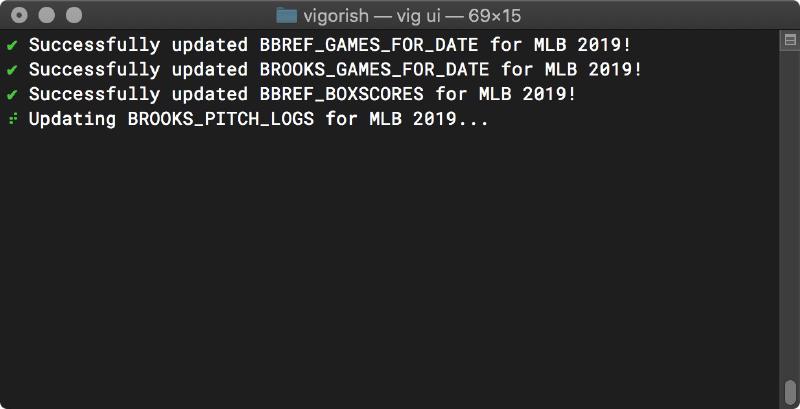 vigorish — vig ui — 69×15
✔ Successfully updated BBREF_GAMES_FOR_DATE for MLB 2019!
✔ Successfully updated BROOKS_GAMES_FOR_DATE for MLB 2019!
✔ Successfully updated BBREF_BOXSCORES for MLB 2019!
Updating BROOKS_PITCH_LOGS for MLB 2019...